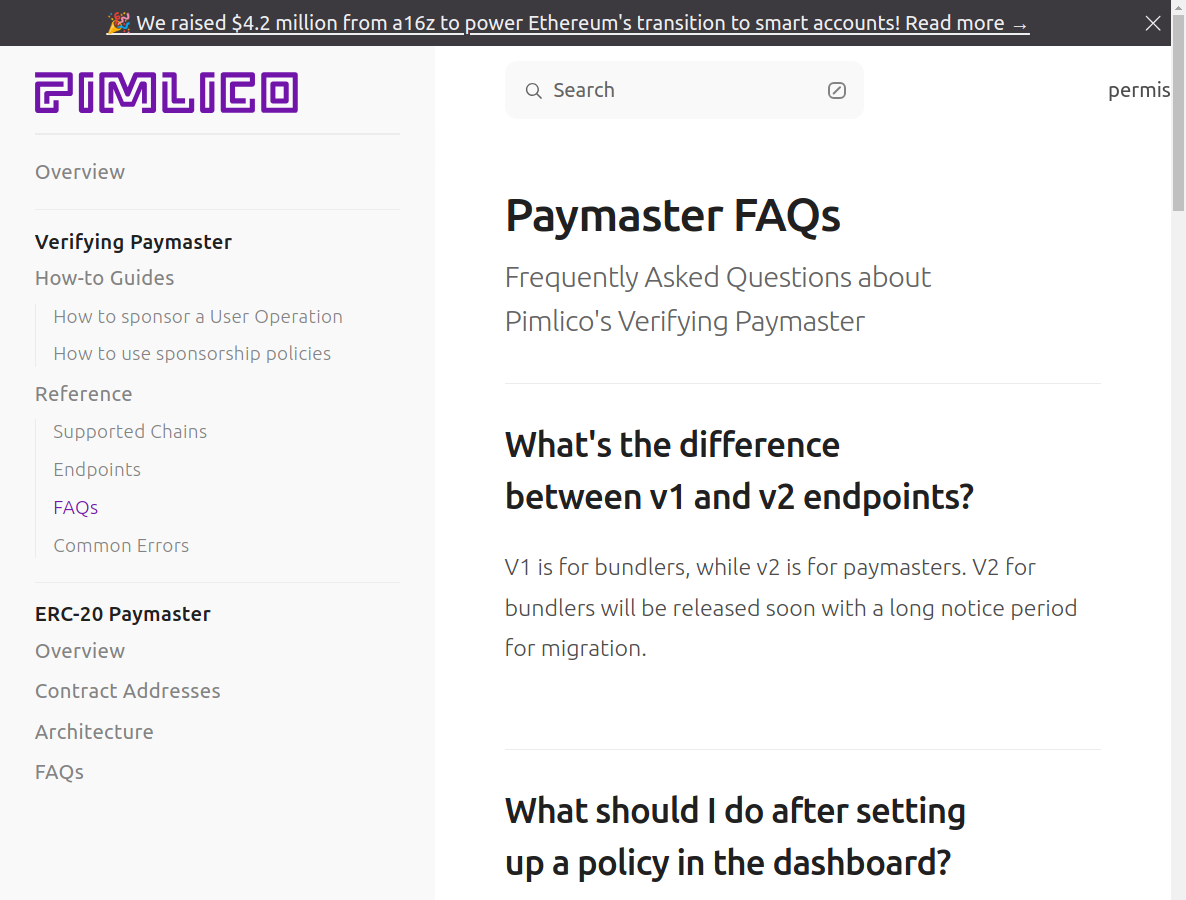 🎉 We raised $4.2 million from a16z to power Ethereum's transition to smart accounts! Read more →
PIMLICO
Search
permis
Overview
Verifying Paymaster
How-to Guides
How to sponsor a User Operation
How to use sponsorship policies
Reference
Supported Chains
Endpoints
FAQs
Common Errors
ERC-20 Paymaster
Overview
Contract Addresses
Architecture
FAQs
Paymaster FAQs
Frequently Asked Questions about
Pimlico's Verifying Paymaster
What's the difference
between v1 and v2 endpoints?
V1 is for bundlers, while v2 is for paymasters. V2 for
bundlers will be released soon with a long notice period
for migration.
What should I do after setting
up a policy in the dashboard?